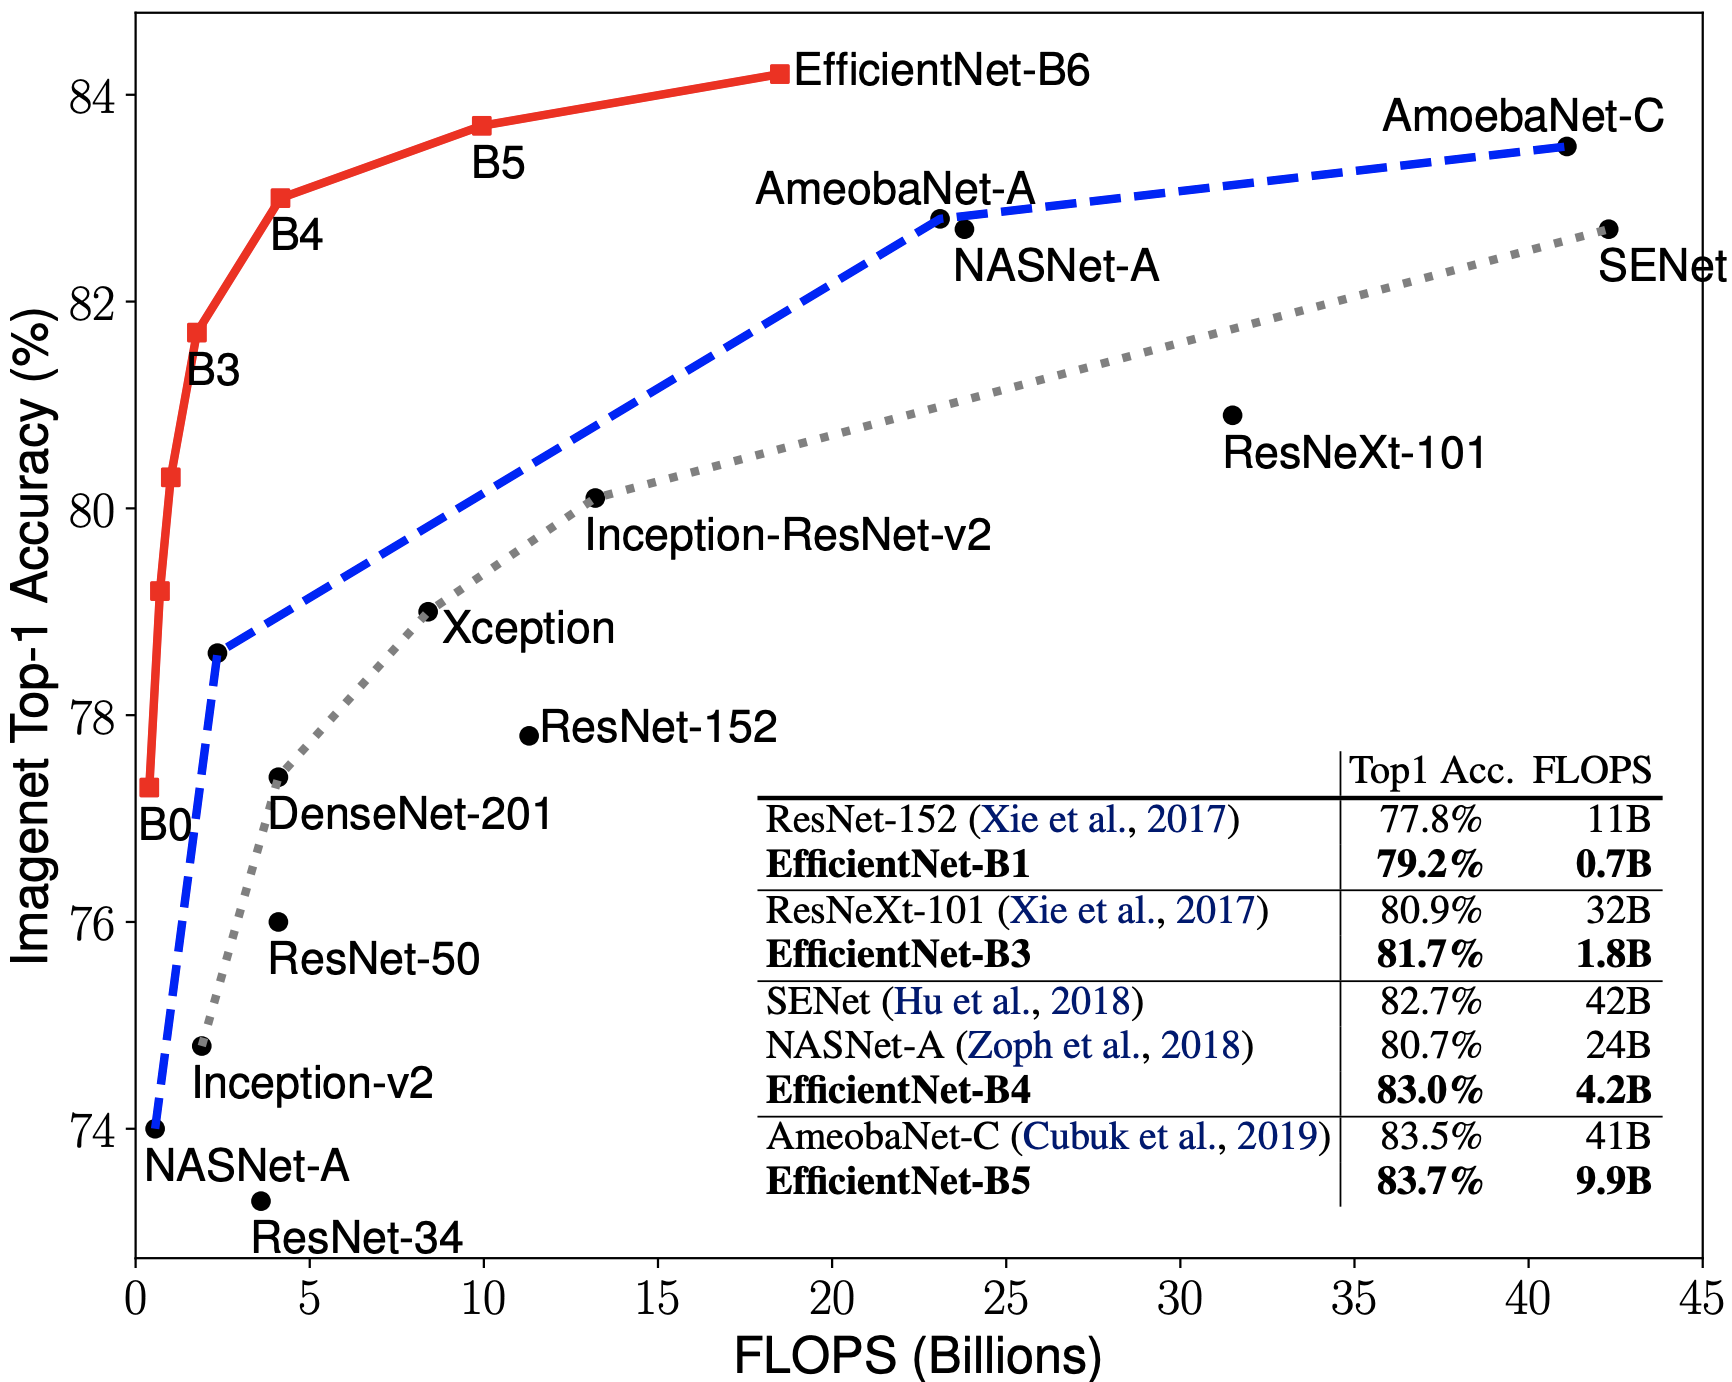 EfficientNet-B6
84
AmoebaNet-C
B5
AmeobaNet-A
B4
NASNet-A
SENet
82
B3
ResNeXt-101
80
Inception-ResNet-v2
Xception
78
ResNet-152
DenseNet-201
B0
76
ResNet-50
Inception-v2
74
NASNet-A
ResNet-34
Imagenet Top-1 Accuracy (%)
Top1 Acc. FLOPS
ResNet-152 (Xie et al., 2017) 77.8% 11B
EfficientNet-B1 79.2% 0.7B
ResNeXt-101 (Xie et al., 2017) 80.9% 32B
EfficientNet-B3 81.7% 1.8B
SENet (Hu et al., 2018) 82.7% 42B
NASNet-A (Zoph et al., 2018) 80.7% 24B
EfficientNet-B4 83.0% 4.2B
AmeobaNet-C (Cubuk et al., 2019) 83.5% 41B
EfficientNet-B5 83.7% 9.9B
0 5 10 15 20 25 30 35 40 45
FLOPS (Billions)